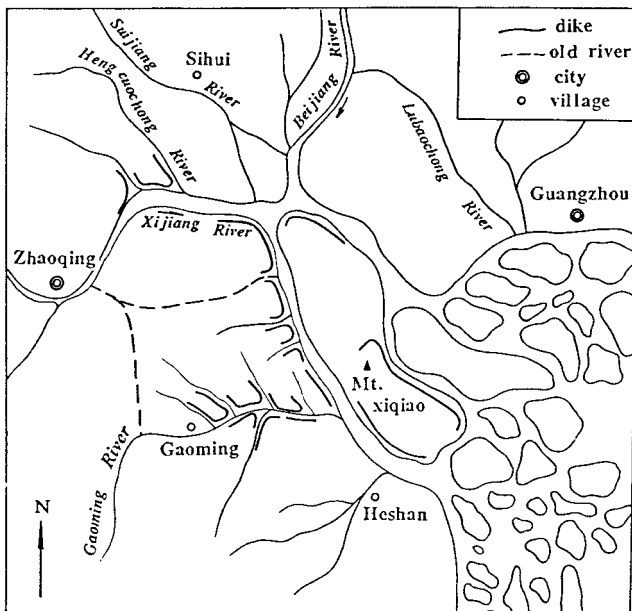 dike
old river
city
village
Suijiang
River
Sihui
Heng cuochong
River
Beijiang
River
Lubaochong
River
Guangzhou
Xijiang
River
Zhaoqing
Mt.
xiqiao
Gaoming
Gaoming
River
Heshan
N